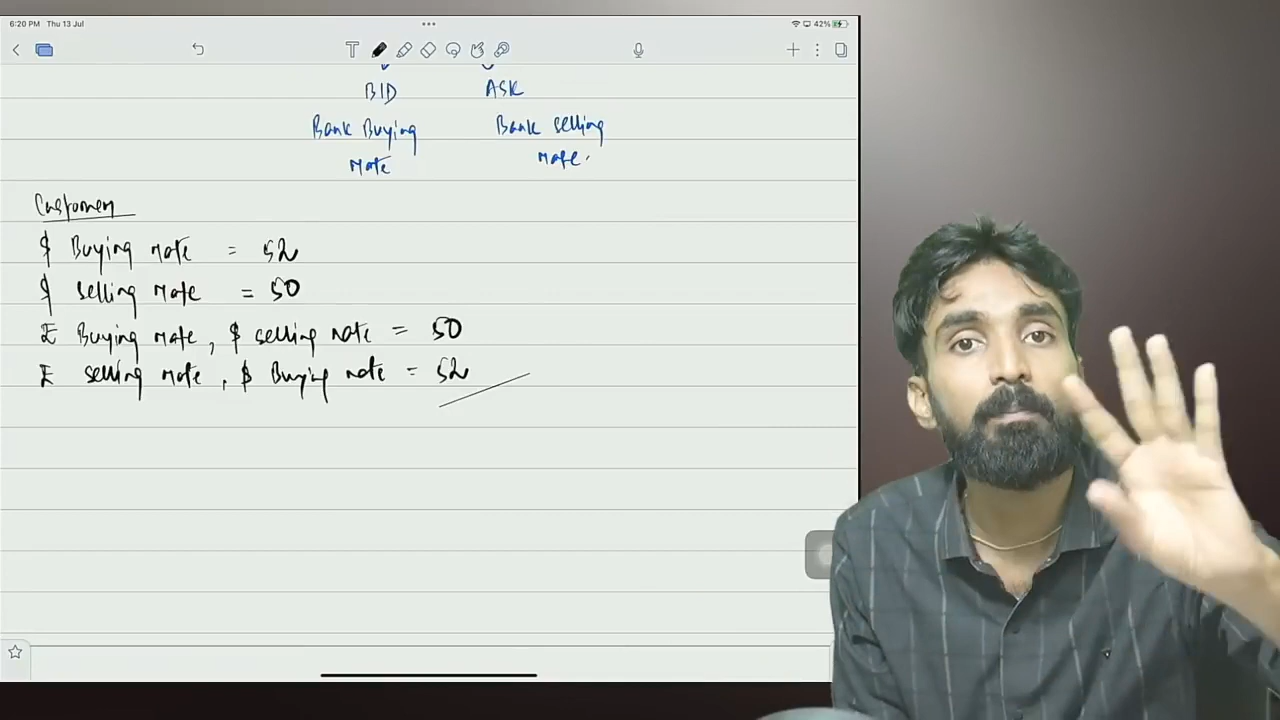 6:20 PM Thu 13 Jul 42%
T
BID ASK
Bank Buying Bank selling
rate rate.
Customer
$ Buying rate = 52
$ selling rate = 50
₹ Buying rate, $ selling rate = 50
₹ selling rate, $ Buying rate = 52